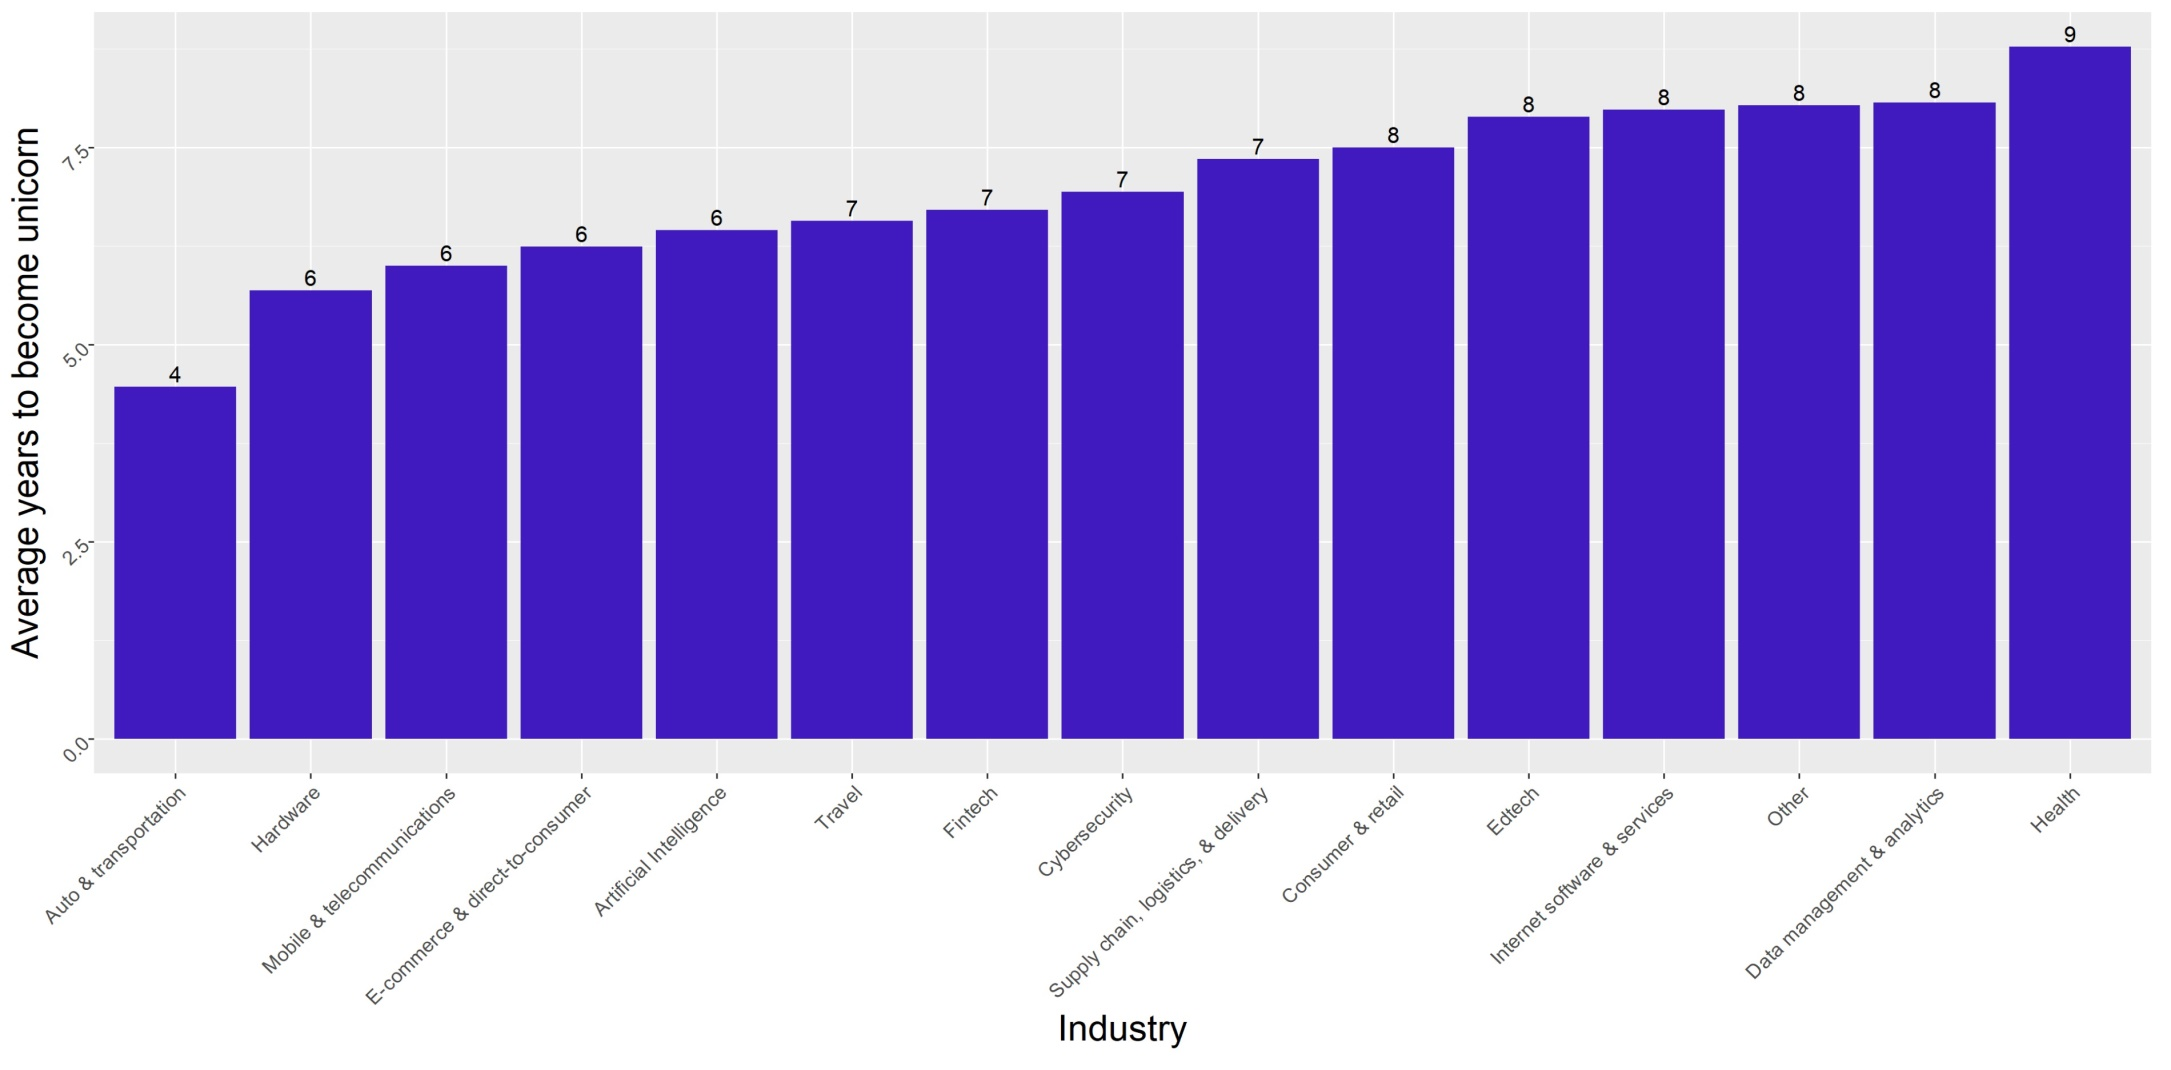 Average years to become unicorn
7.5
5.0
2.5
0.0
4
6
6
6
6
7
7
7
7
8
8
8
8
8
9
Auto & transportation
Hardware
Mobile & telecommunications
E-commerce & direct-to-consumer
Artificial Intelligence
Travel
Fintech
Cybersecurity
Supply chain, logistics, & delivery
Consumer & retail
Edtech
Internet software & services
Other
Data management & analytics
Health
Industry